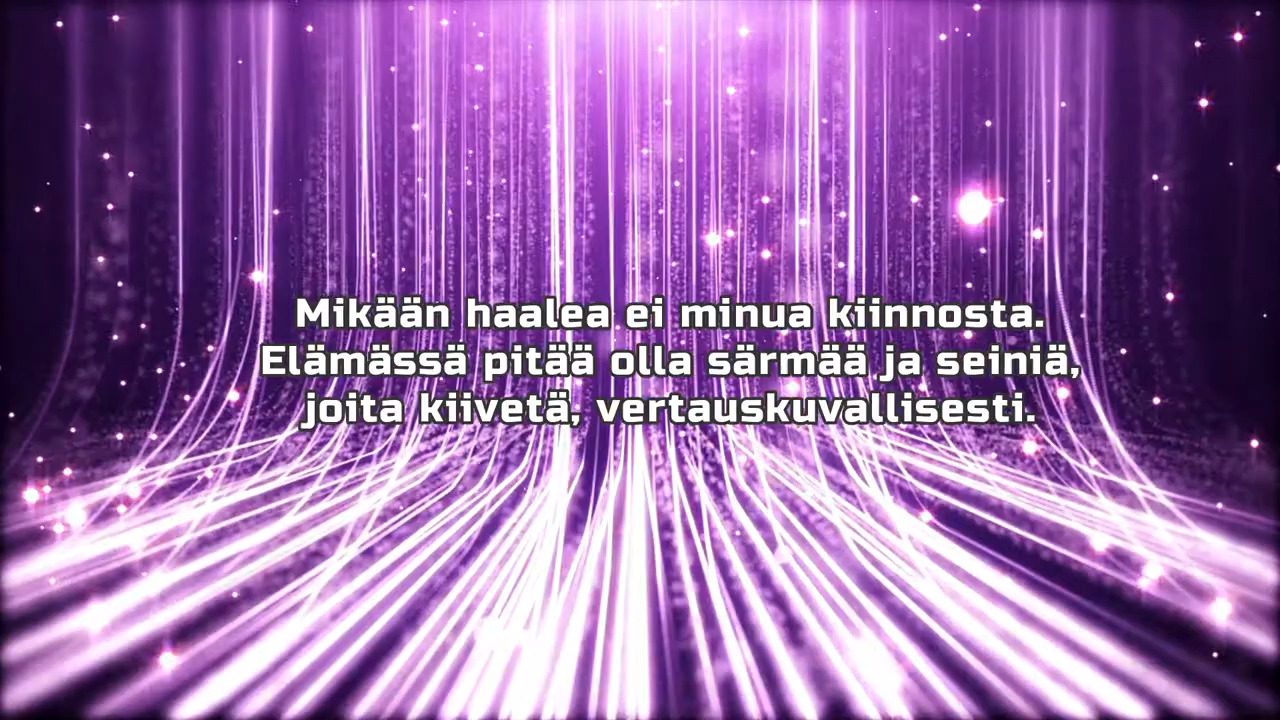 Mikään haalea ei minua kiinnosta.
Elämässä pitää olla särmää ja seiniä,
joita kiivetä, vertauskuvallisesti.